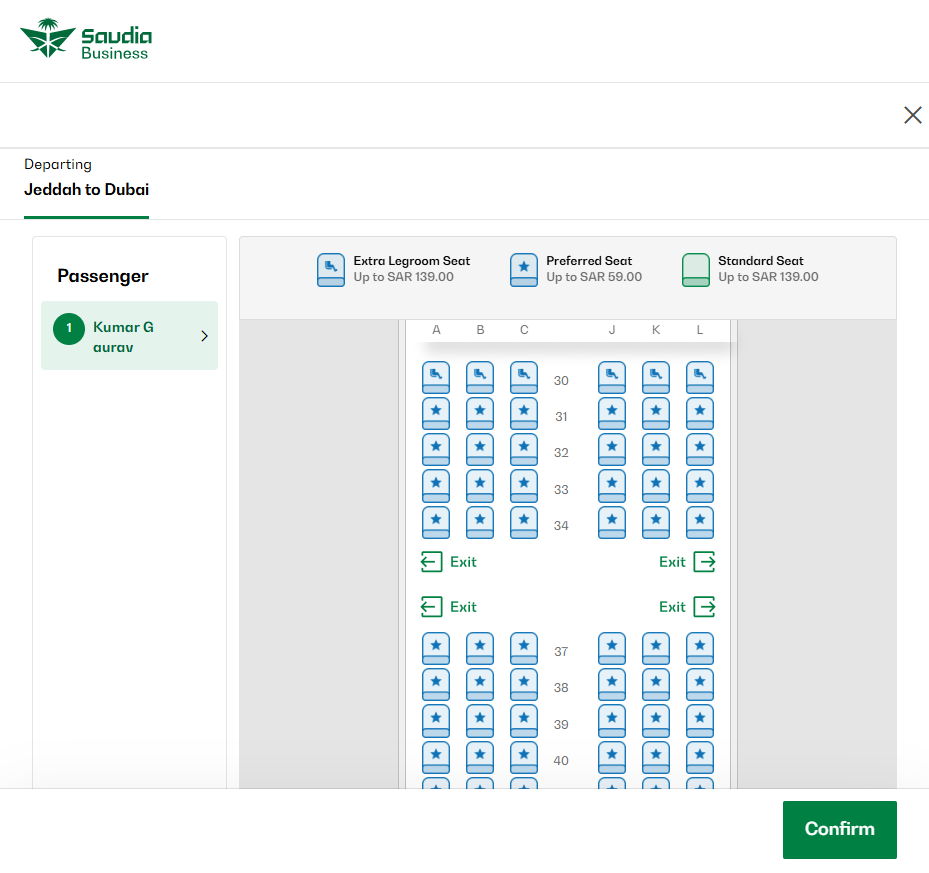 Saudia
Business
Departing
Jeddah to Dubai
Passenger
1 Kumar G
aurav
Extra Legroom Seat
Up to SAR 139.00
Preferred Seat
Up to SAR 59.00
Standard Seat
Up to SAR 139.00
A B C J K L
30
31
32
33
34
Exit Exit
Exit Exit
37
38
39
40
Confirm